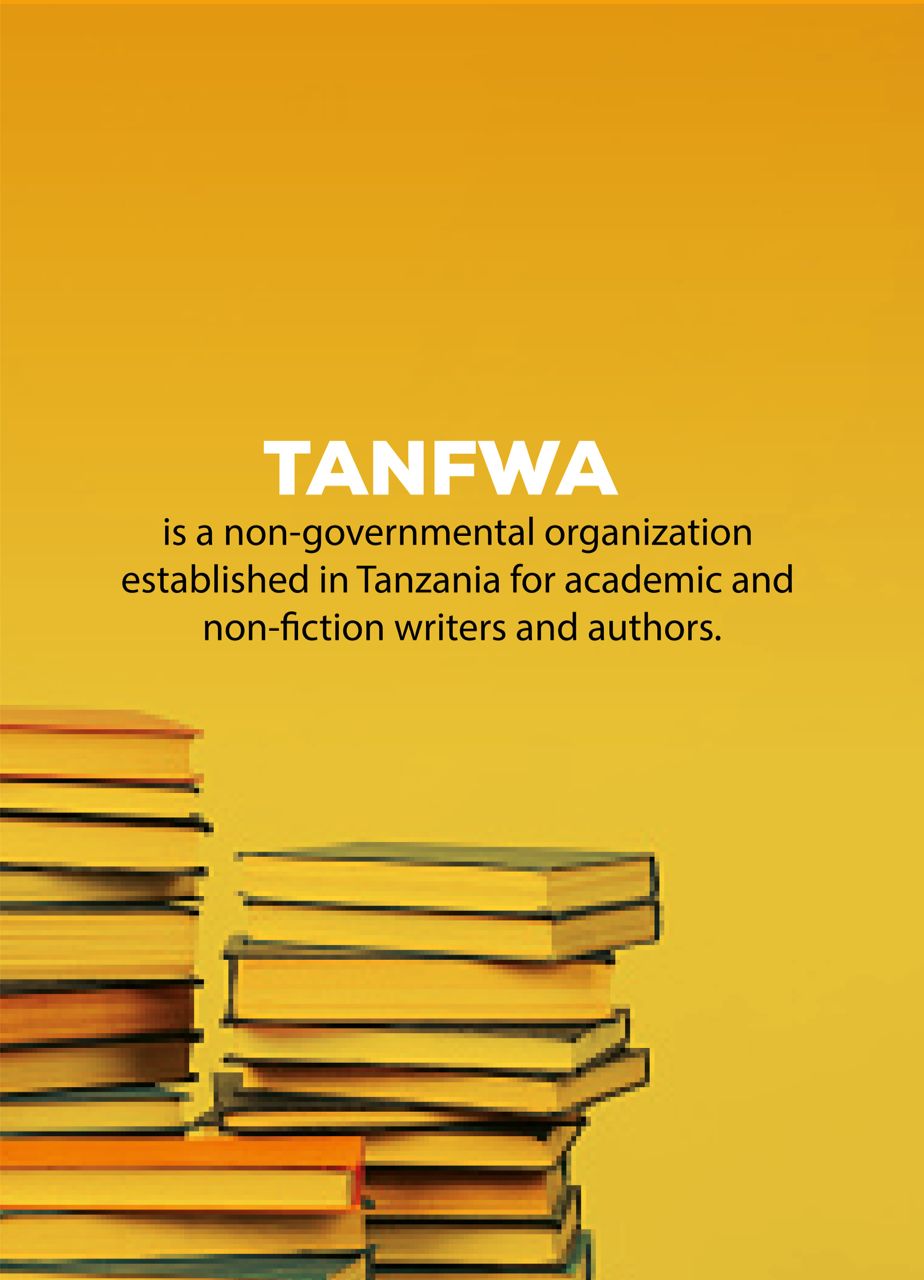 TANFWA
is a non-governmental organization
established in Tanzania for academic and
non-fiction writers and authors.